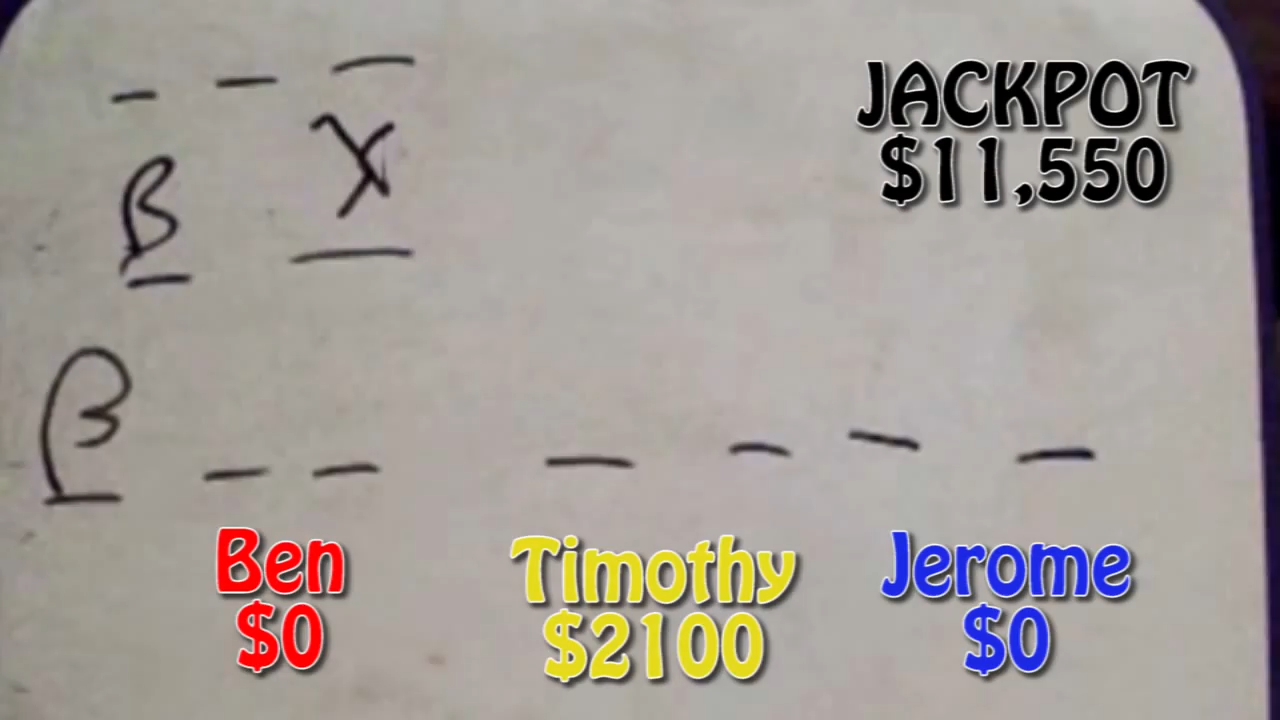 _ _ _
B X
B _ _ _ _ _ _
JACKPOT
$11,550
Ben
$0
Timothy
$2100
Jerome
$0